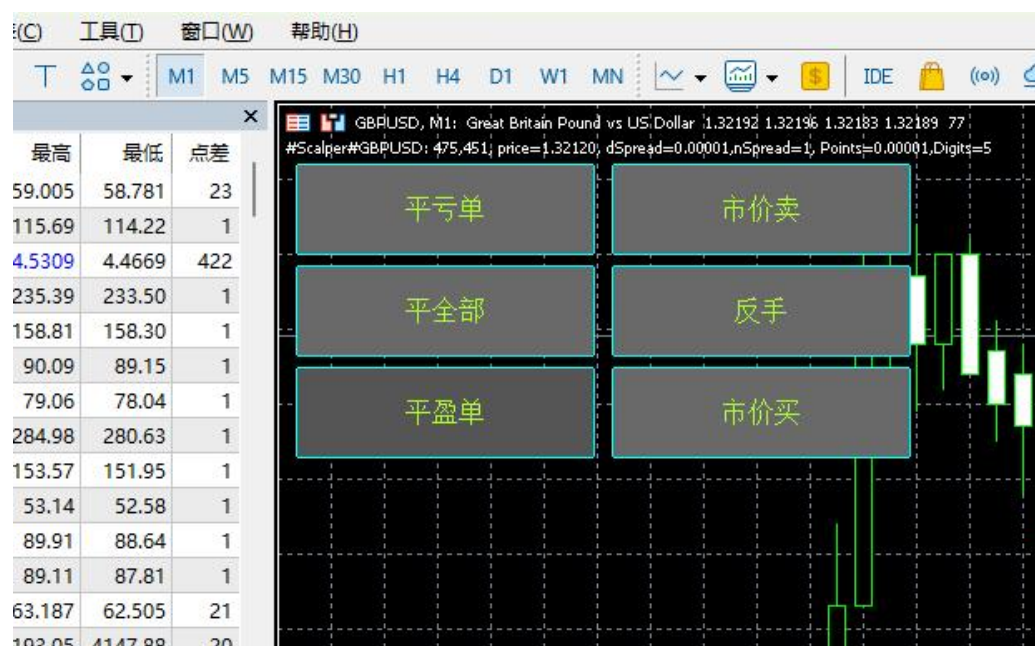 (C) 工具(T) 窗口(W) 帮助(H)
M1 M5 M15 M30 H1 H4 D1 W1 MN $ IDE
GBPUSD, M1: Great Britain Pound vs US Dollar 1.32192 1.32196 1.32183 1.32189 77
#Scalper#GBPUSD: 475,451, price=1.32120, dSpread=0.00001,nSpread=1, Points=0.00001,Digits=5
最高 最低 点差
59.005 58.781 23
115.69 114.22 1
4.5309 4.4669 422
235.39 233.50 1
158.81 158.30 1
90.09 89.15 1
79.06 78.04 1
284.98 280.63 1
153.57 151.95 1
53.14 52.58 1
89.91 88.64 1
89.11 87.81 1
63.187 62.505 21
193.05 4147.88 20
平亏单 市价卖
平全部 反手
平盈单 市价买